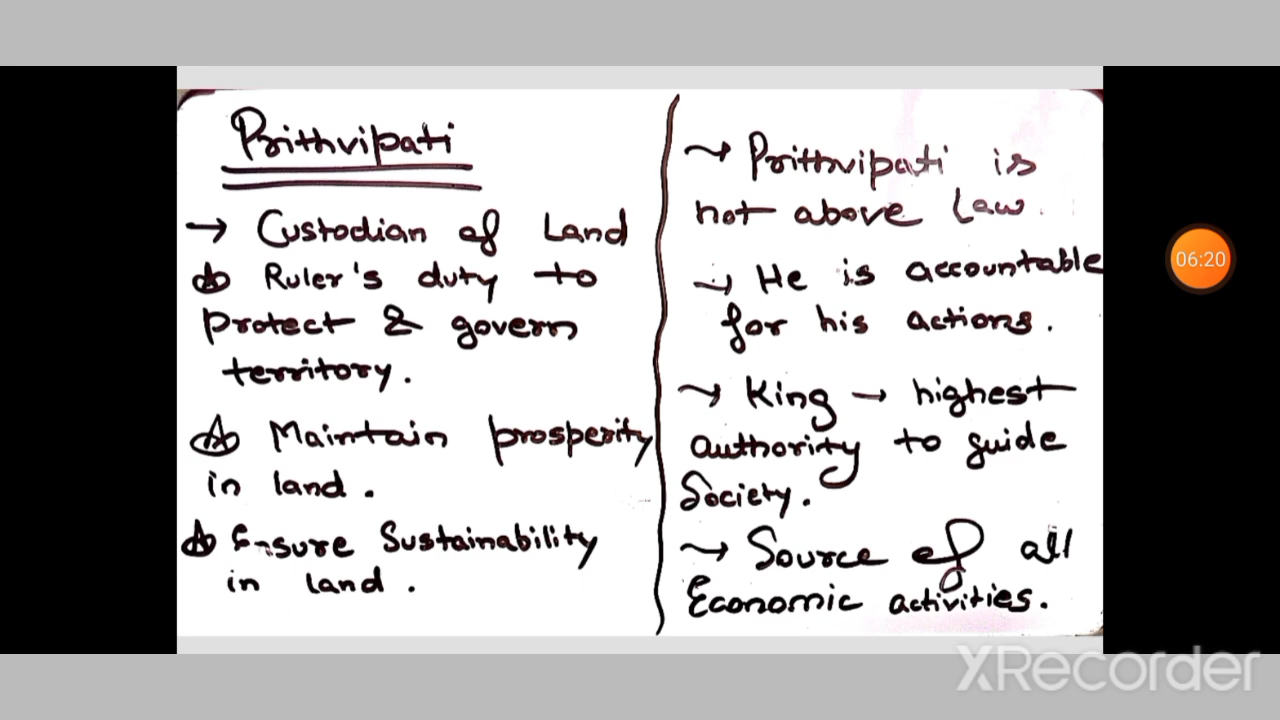 Prithvipati
→ Custodian of Land
Ruler's duty to
protect & govern
territory.
Maintain prosperity
in land.
Ensure Sustainability
in land.
→ Prithvipati is
not above Law.
→ He is accountable
for his actions.
→ King → highest
authority to guide
Society.
→ Source of all
Economic activities.
06:20
XRecorder